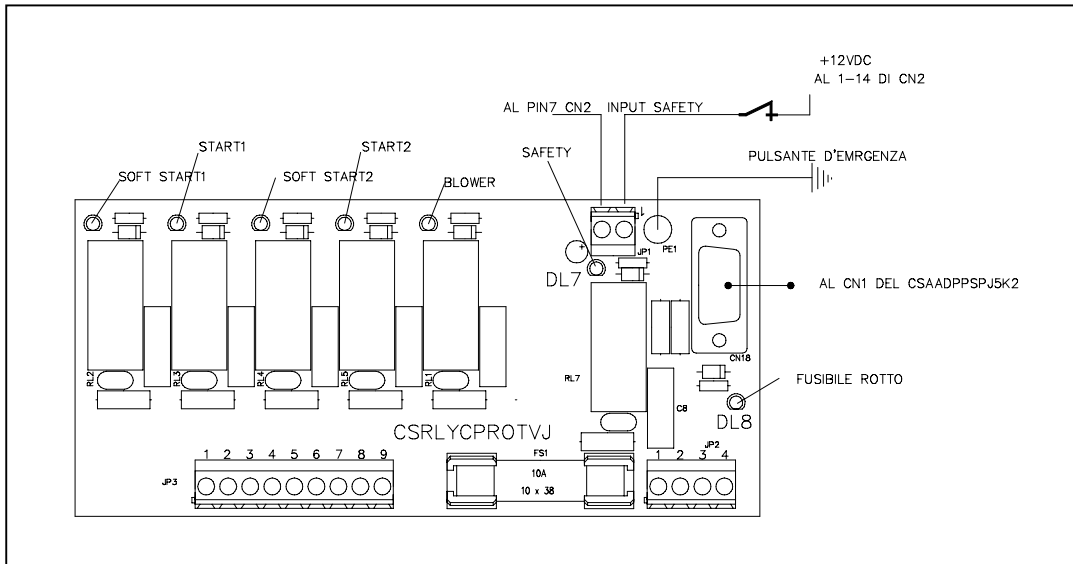 +12VDC
AL 1-14 DI CN2
AL PIN7 CN2 INPUT SAFETY
START1
START2
SAFETY
PULSANTE D'EMRGENZA
SOFT START1
SOFT START2
BLOWER
JP1
PE1
DL7
AL CN1 DEL CSAADPPSPJ5K2
CN18
RL2
RL3
RL4
RL5
RL1
RL7
FUSIBILE ROTTO
C8
DL8
CSRLYCPROTVJ
JP2
FS1
1 2 3 4 5 6 7 8 9
1 2 3 4
10A
JP3
10 x 38